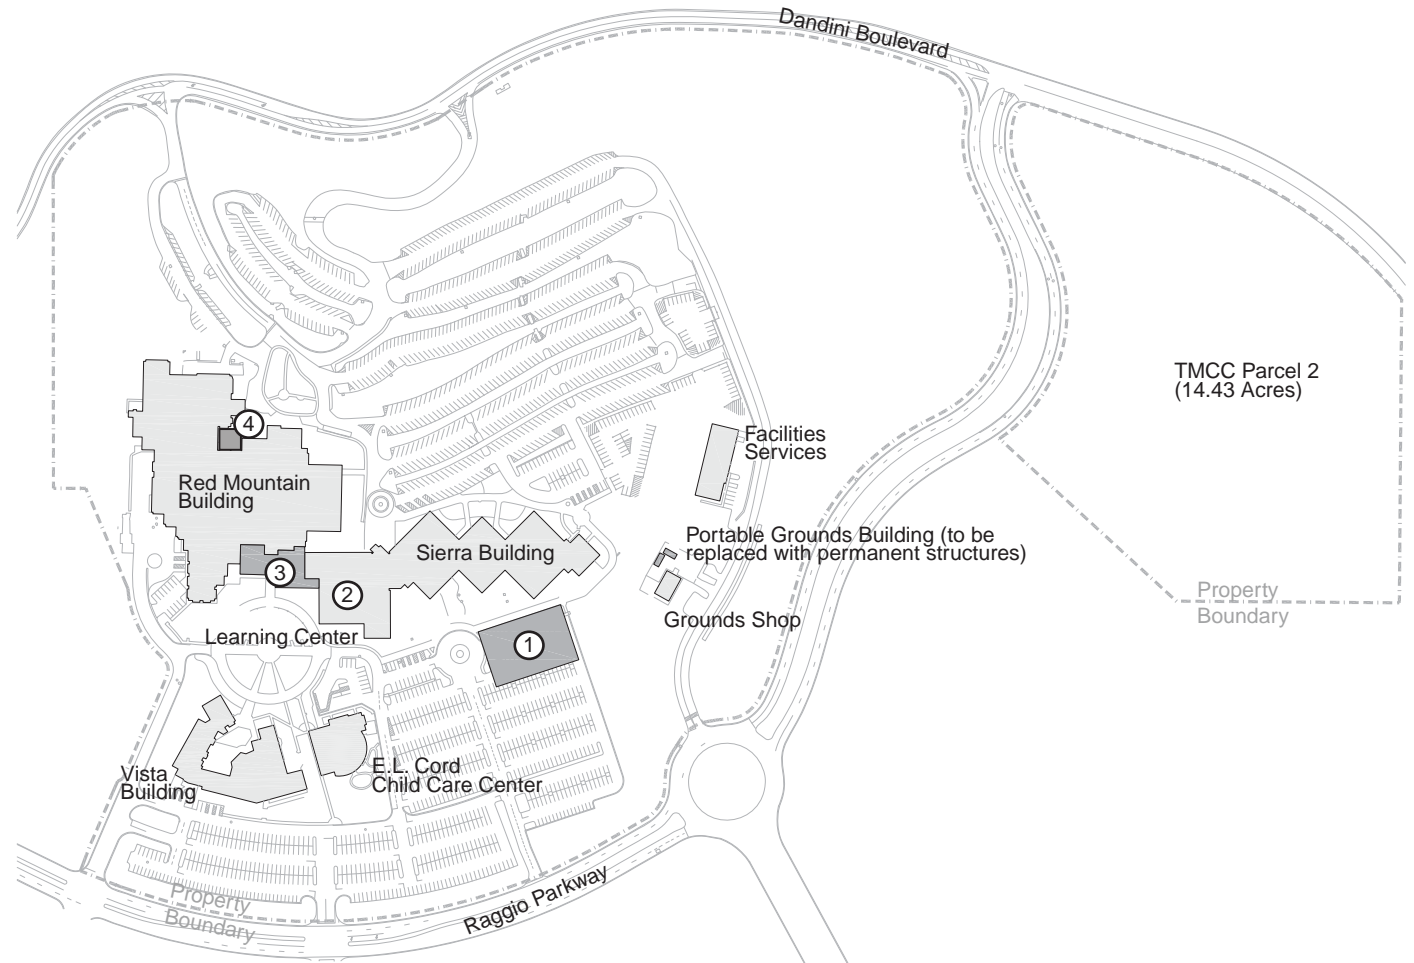 Dandini Boulevard
TMCC Parcel 2
(14.43 Acres)
4
Facilities
Services
Red Mountain
Building
Portable Grounds Building (to be
replaced with permanent structures)
Sierra Building
3
2
Property
Boundary
Grounds Shop
Learning Center
1
E.L. Cord
Child Care Center
Vista
Building
Property
Boundary
Raggio Parkway